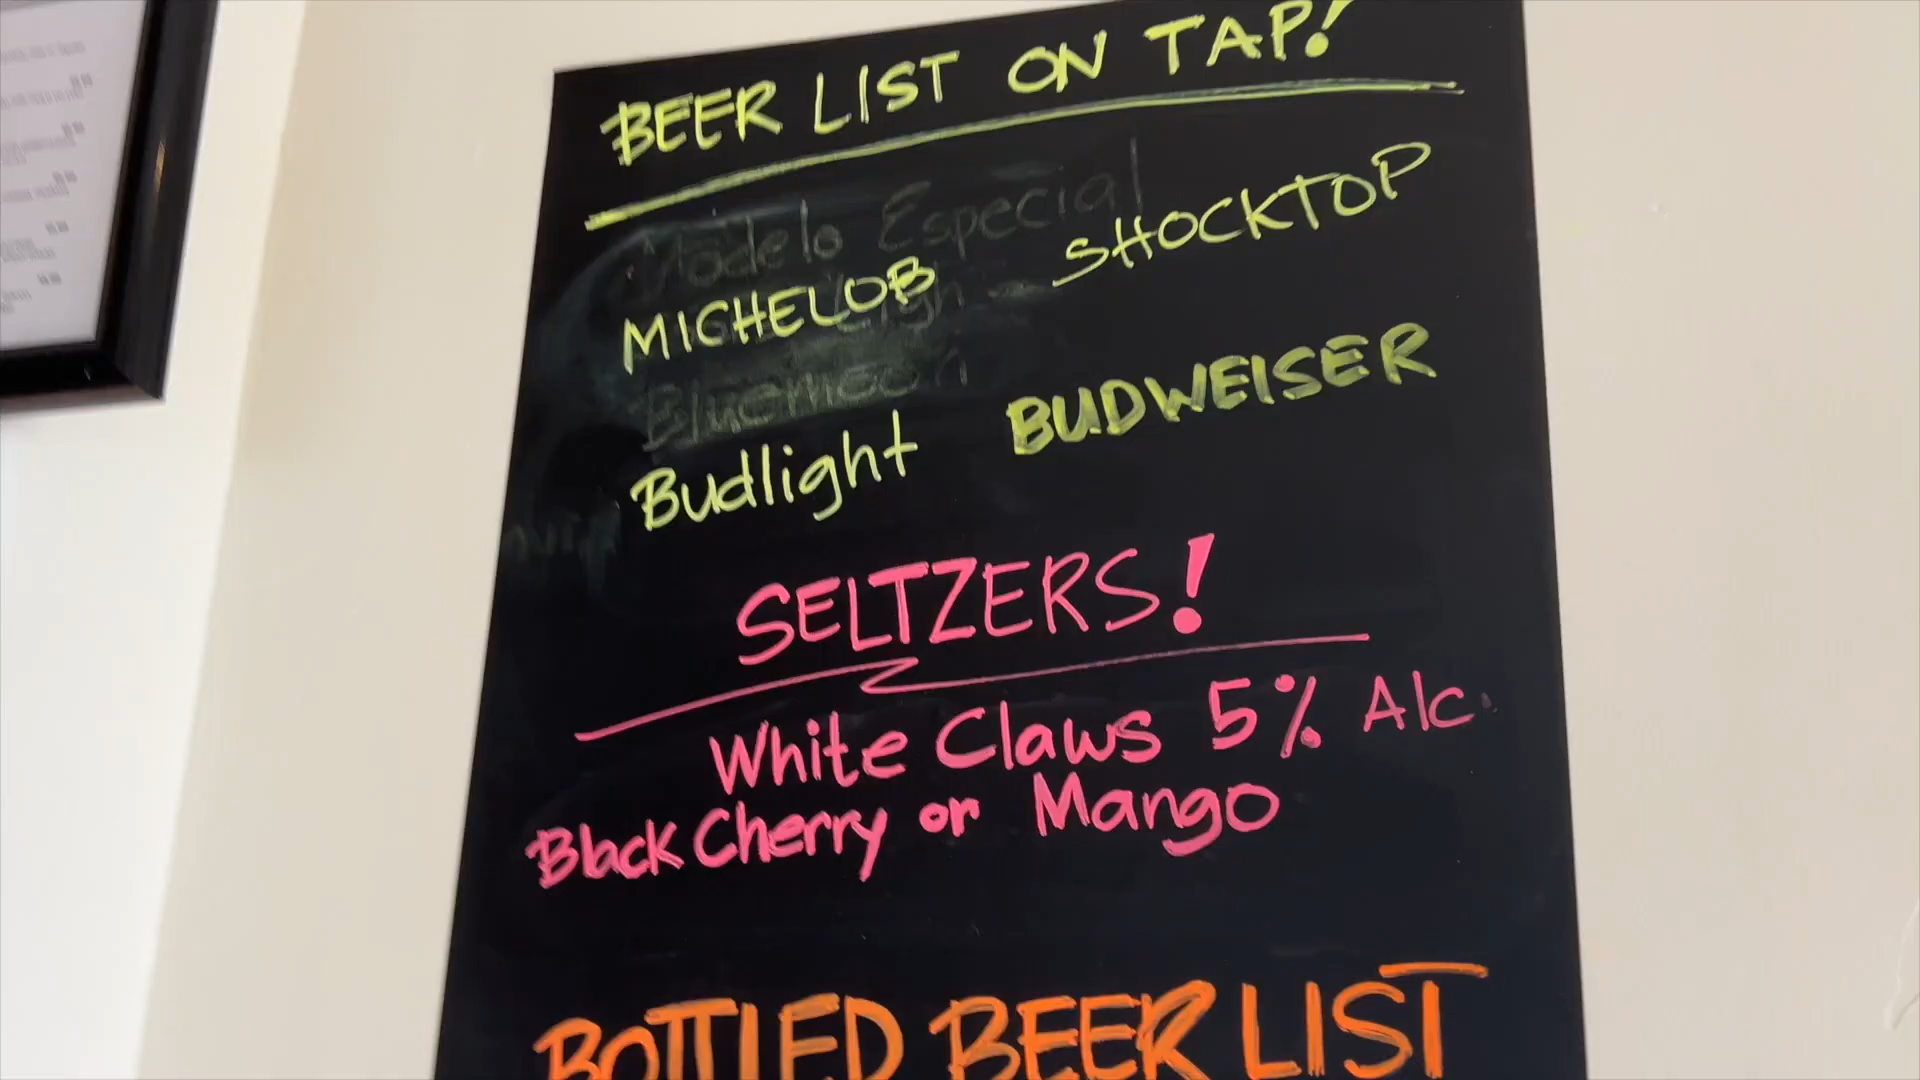 BEER LIST ON TAP!
Modelo Especial
MICHELOB SHOCKTOP
Bluemoon
Budlight BUDWEISER
SELTZERS!
White Claws 5% Alc.
Black Cherry or Mango
BOTTLED BEER LIST